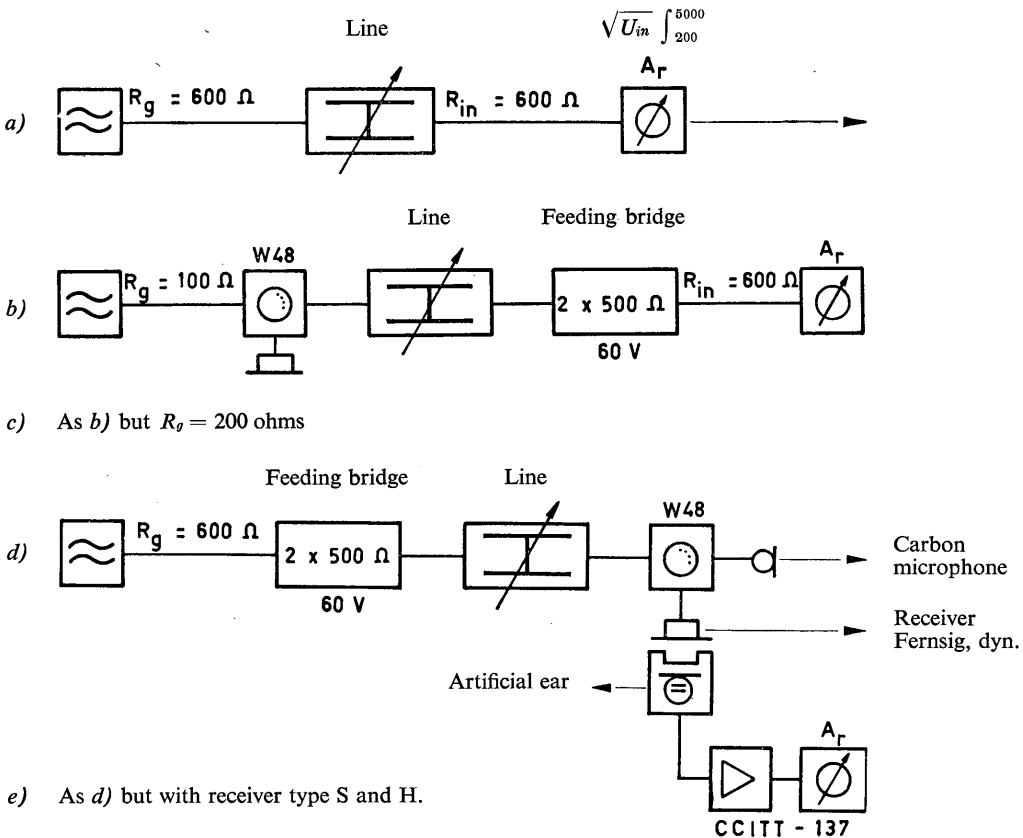 Line
√U_in ∫ 5000 200
a)
R_g = 600 Ω
R_in = 600 Ω
A_r
Line
Feeding bridge
b)
R_g = 100 Ω
W48
2 x 500 Ω
60 V
R_in = 600 Ω
A_r
c) As b) but R_g = 200 ohms
Feeding bridge
Line
d)
R_g = 600 Ω
2 x 500 Ω
60 V
W48
Carbon
microphone
Receiver
Fernsig, dyn.
Artificial ear
A_r
CCITT - 137
e) As d) but with receiver type S and H.